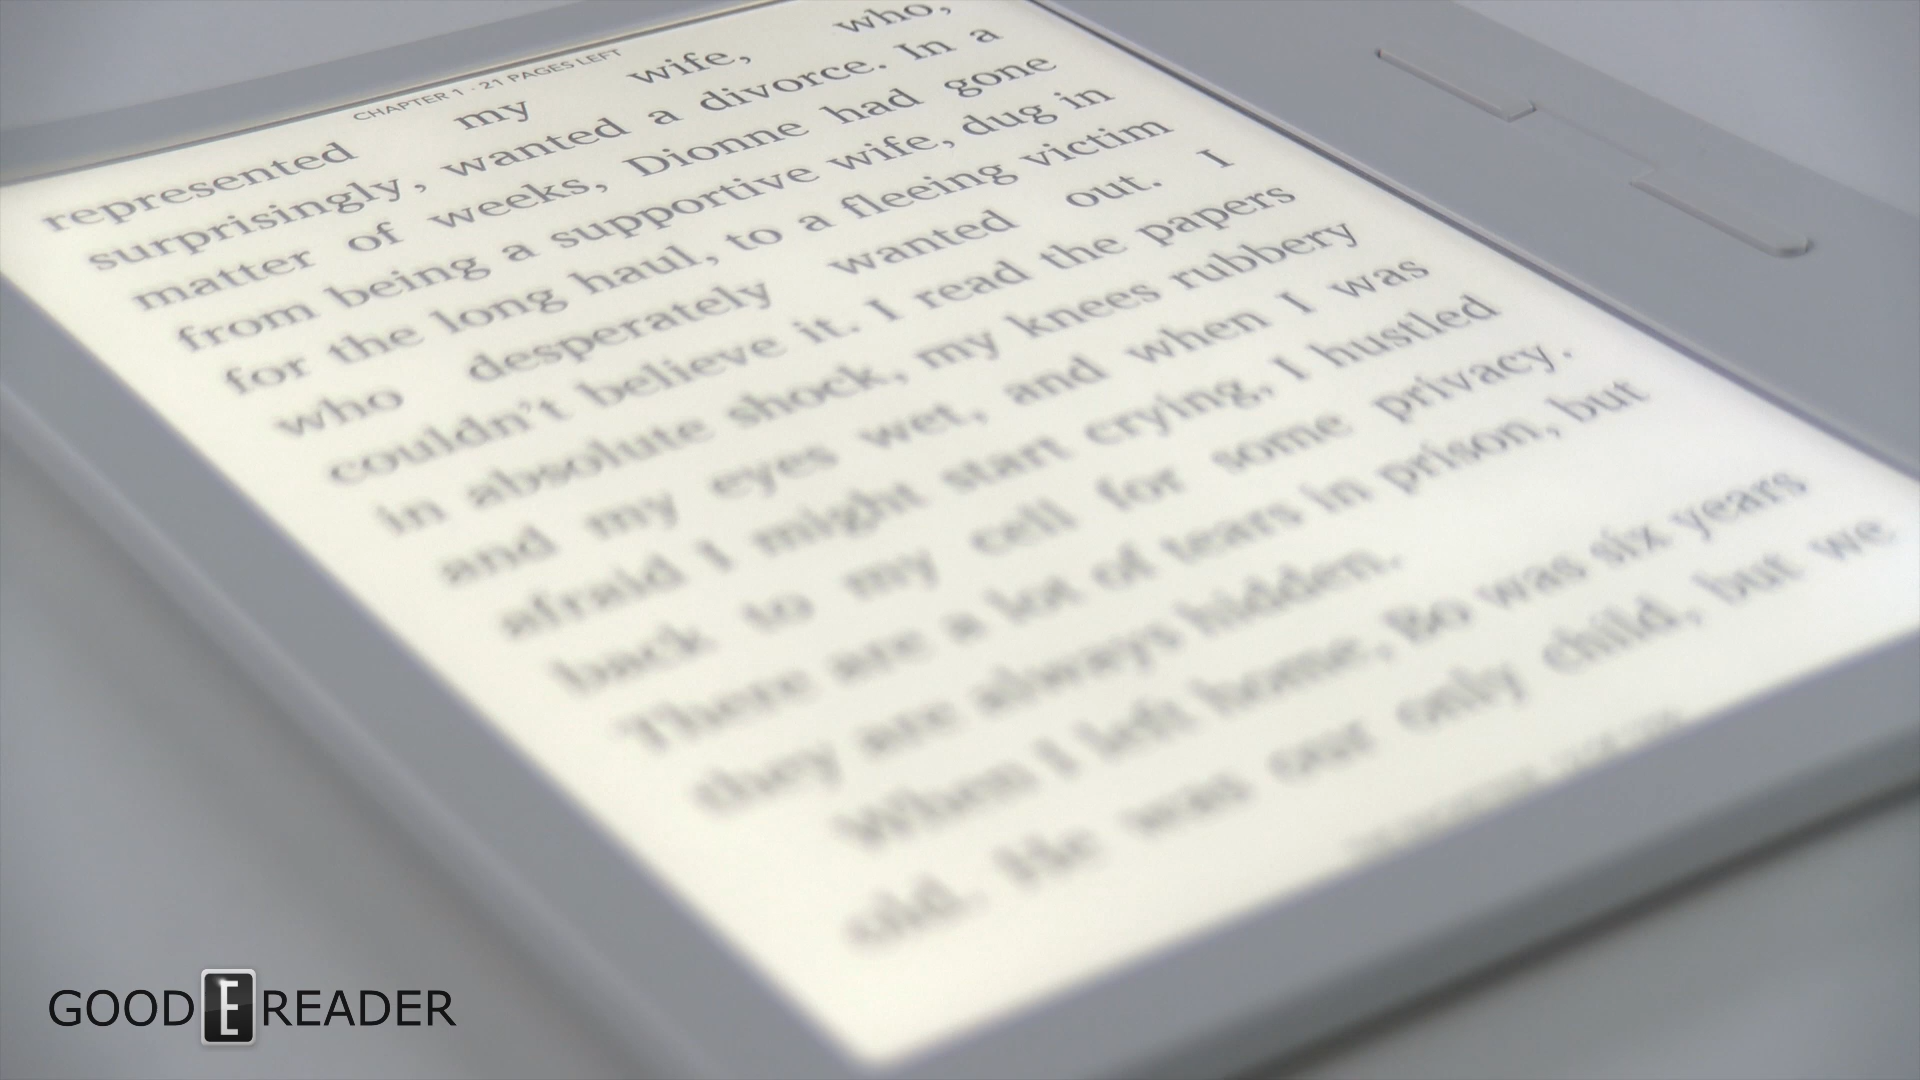 CHAPTER 1 · 21 PAGES LEFT
represented my wife, who,
surprisingly, wanted a divorce. In a
matter of weeks, Dionne had gone
from being a supportive wife, dug in
for the long haul, to a fleeing victim
who desperately wanted out. I
couldn't believe it. I read the papers
in absolute shock, my knees rubbery
and my eyes wet, and when I was
afraid I might start crying, I hustled
back to my cell for some privacy.
There are a lot of tears in prison, but
they are always hidden.
When I left home, Bo was six years
old. He was our only child, but we
GOOD E READER